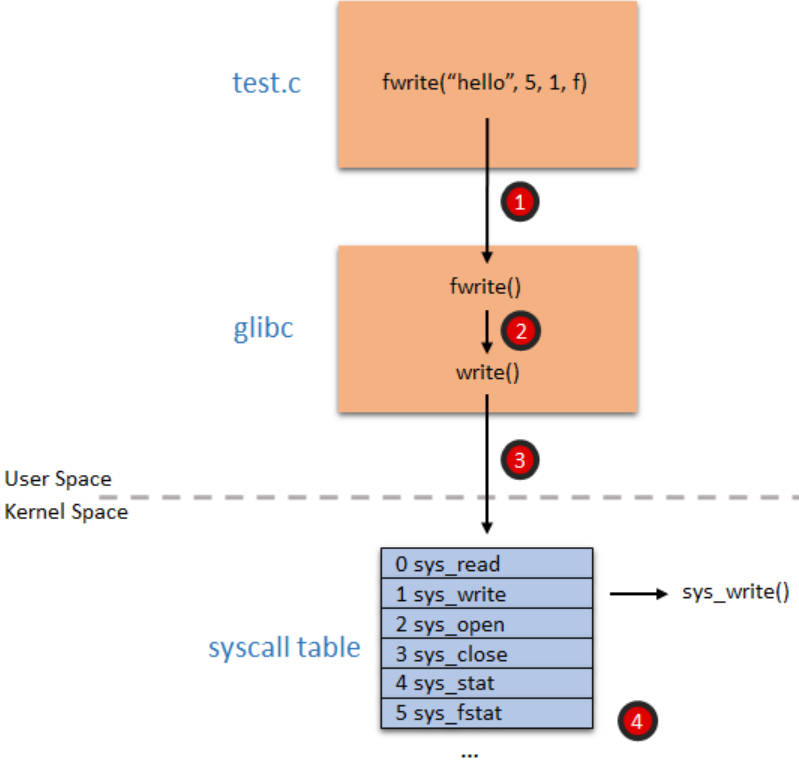 test.c
fwrite(“hello”, 5, 1, f)
1
glibc
fwrite()
2
write()
3
User Space
Kernel Space
syscall table
0 sys_read
1 sys_write
sys_write()
2 sys_open
3 sys_close
4 sys_stat
5 sys_fstat
4
...